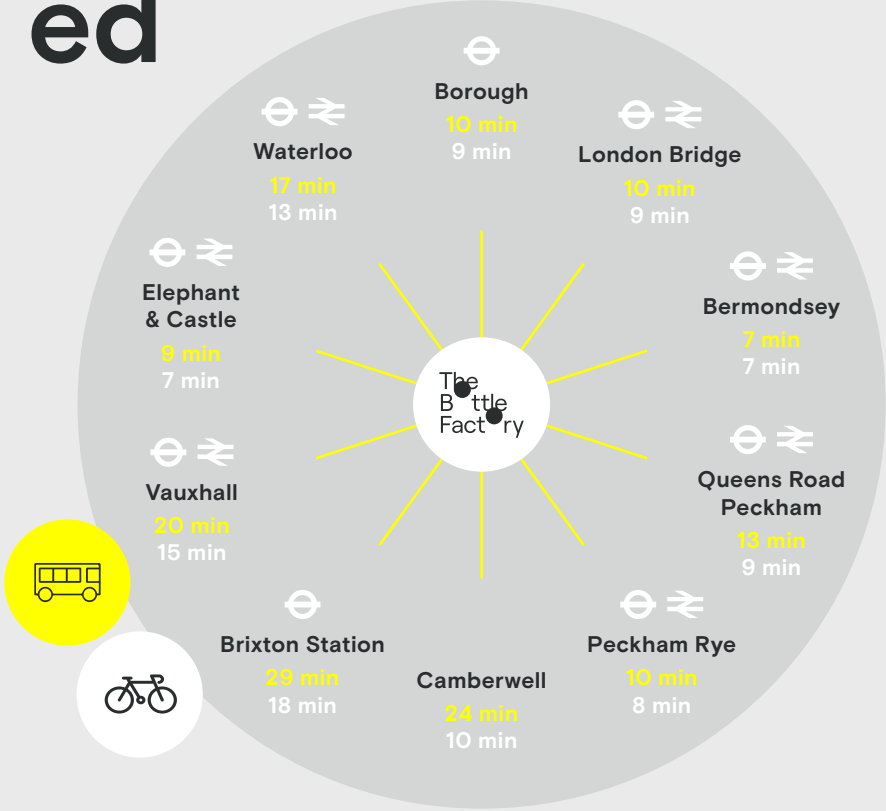 ed
Borough
10 min
9 min
London Bridge
10 min
9 min
Bermondsey
7 min
7 min
Queens Road
Peckham
13 min
9 min
Peckham Rye
10 min
8 min
Camberwell
24 min
10 min
Brixton Station
29 min
18 min
Vauxhall
20 min
15 min
Elephant
& Castle
9 min
7 min
Waterloo
17 min
13 min
The
B ttle
Fact ry